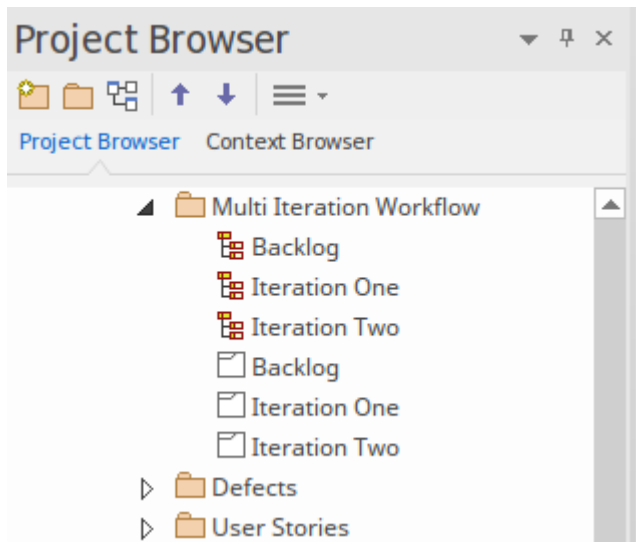 Project Browser
Project Browser Context Browser
Multi Iteration Workflow
Backlog
Iteration One
Iteration Two
Backlog
Iteration One
Iteration Two
Defects
User Stories